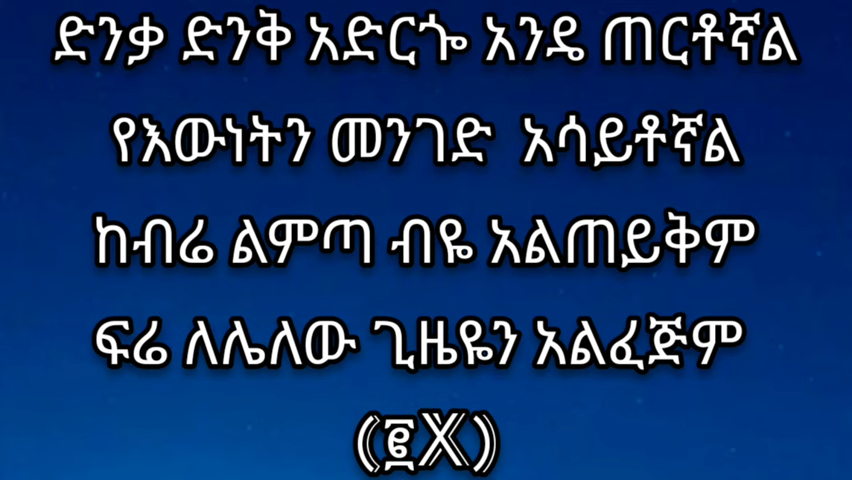 ድንቃ ድንቅ አድርጐ አንዴ ጠርቶኛል
የእውነትን መንገድ አሳይቶኛል
ከብሬ ልምጣ ብዬ አልጠይቅም
ፍሬ ለሌለው ጊዜዬን አልፈጅም
(፪X)